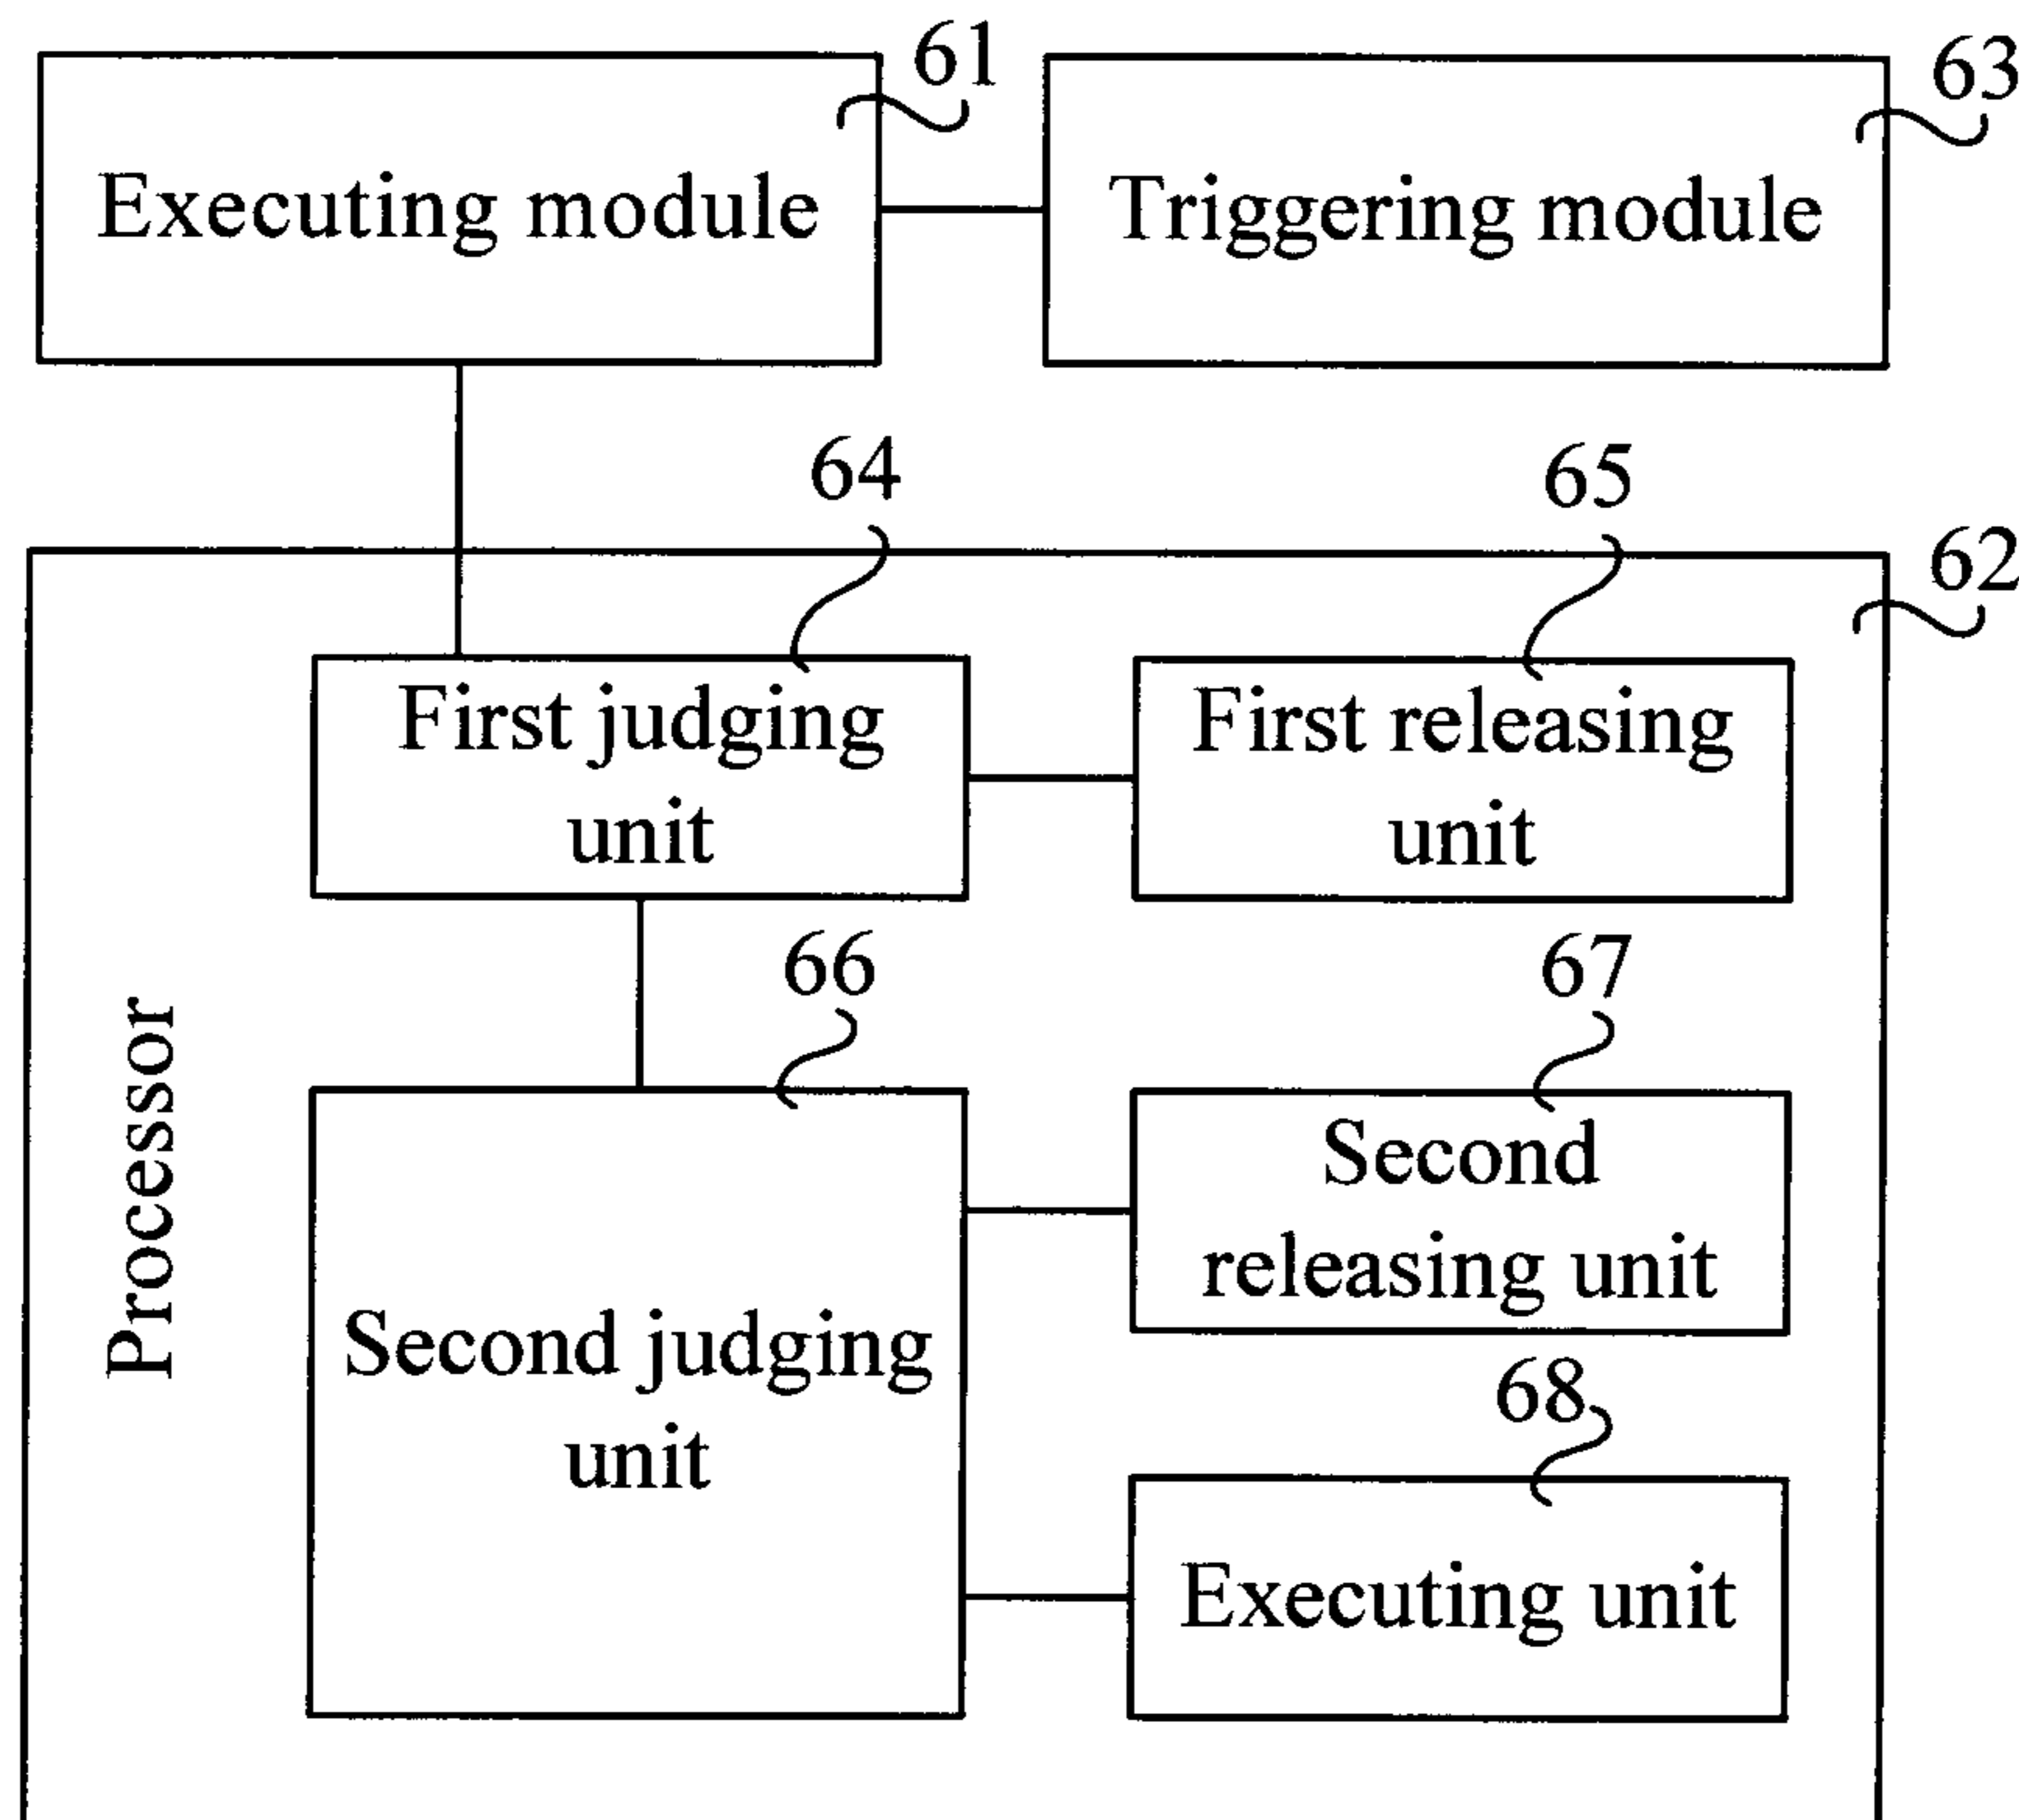 61
63
Executing module
Triggering module
64
65
62
First judging
unit
First releasing
unit
66
67
Processor
Second
releasing unit
Second judging
unit
68
Executing unit